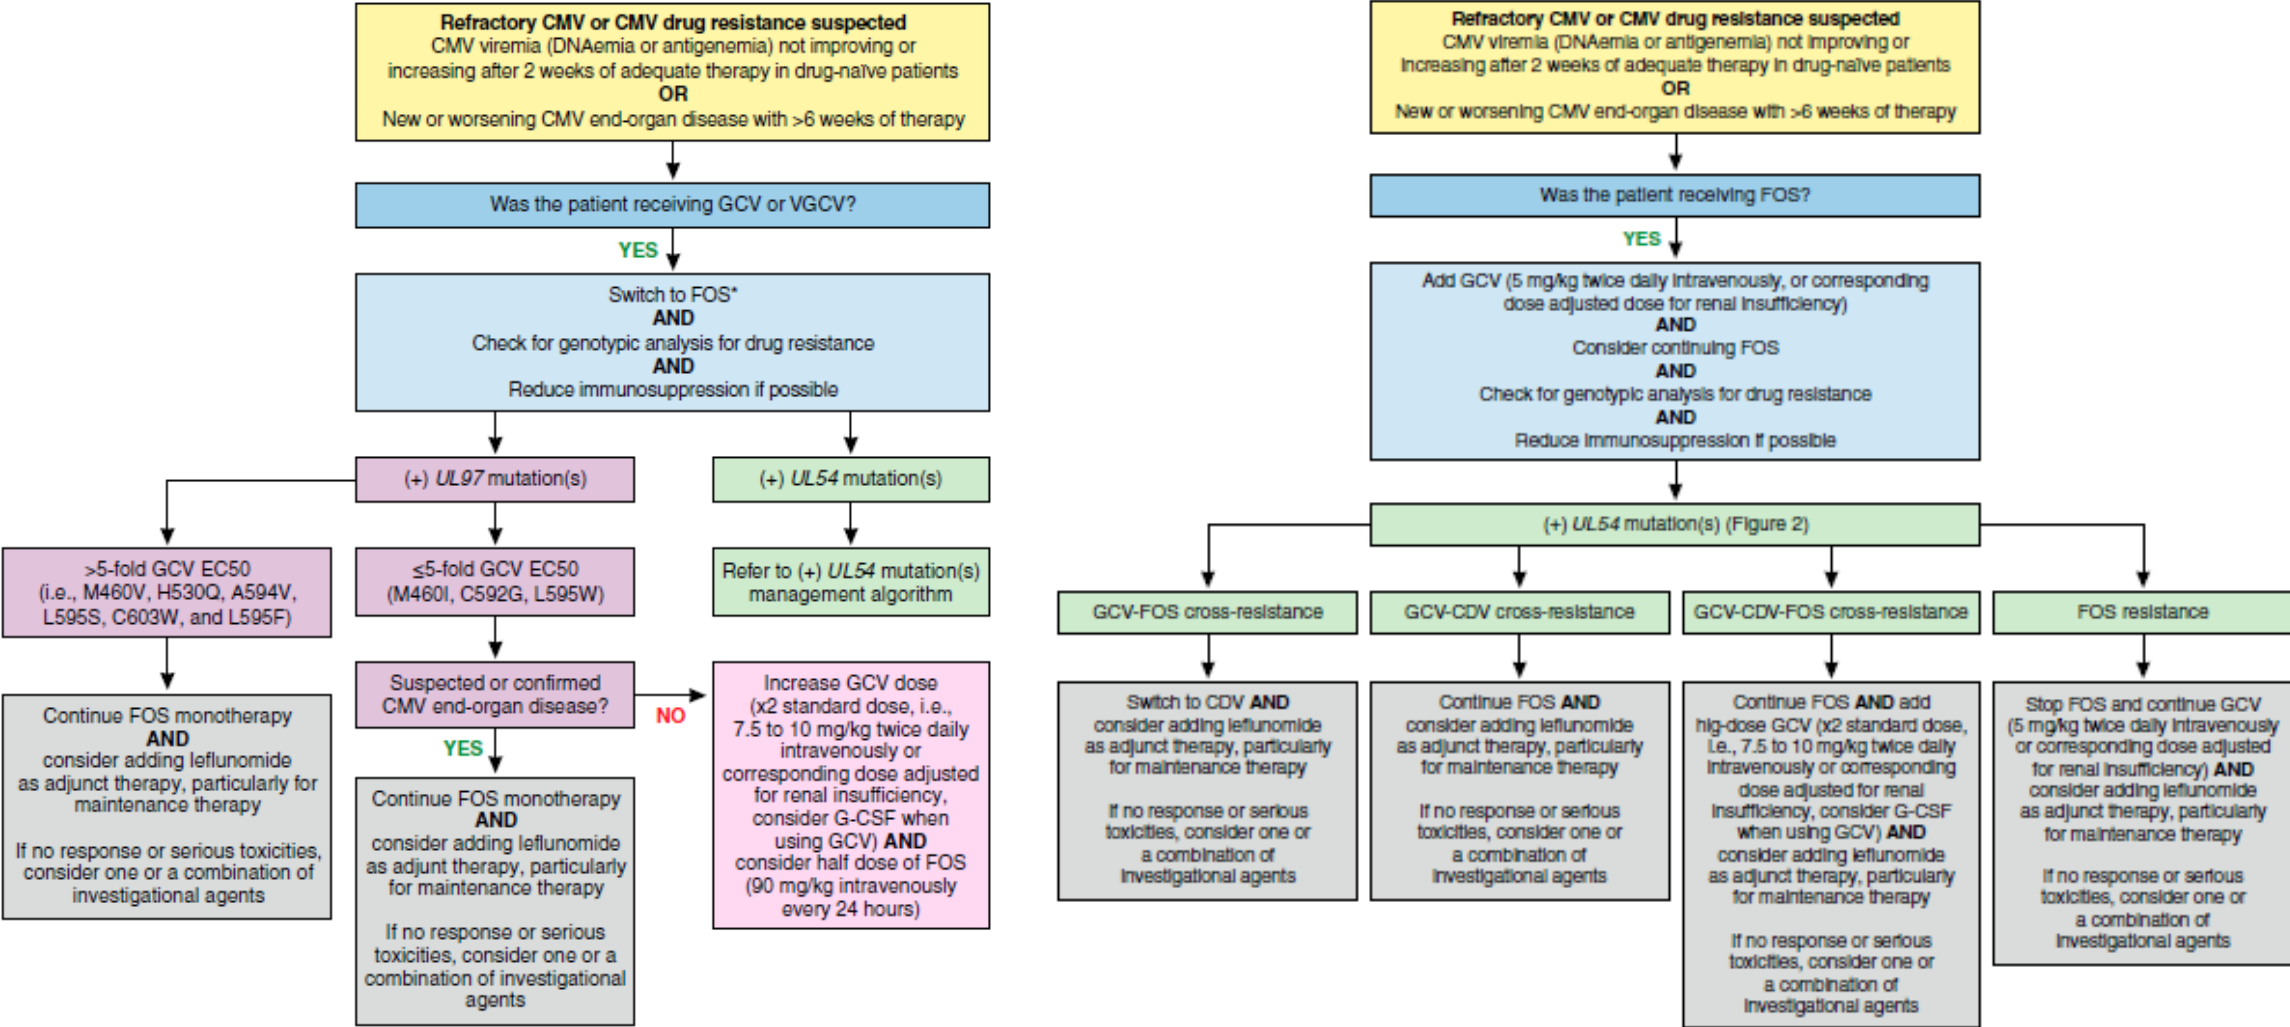 Refractory CMV or CMV drug resistance suspected
CMV viremia (DNAemia or antigenemia) not improving or
increasing after 2 weeks of adequate therapy in drug-naïve patients
OR
New or worsening CMV end-organ disease with >6 weeks of therapy
Was the patient receiving GCV or VGCV?
YES
Switch to FOS*
AND
Check for genotypic analysis for drug resistance
AND
Reduce immunosuppression if possible
(+) UL97 mutation(s)
(+) UL54 mutation(s)
>5-fold GCV EC50
(i.e., M460V, H530Q, A594V,
L595S, C603W, and L595F)
≤5-fold GCV EC50
(M460I, C592G, L595W)
Refer to (+) UL54 mutation(s)
management algorithm
Continue FOS monotherapy
AND
consider adding leflunomide
as adjunct therapy, particularly for
maintenance therapy
If no response or serious toxicities,
consider one or a combination of
investigational agents
Suspected or confirmed
CMV end-organ disease?
NO
YES
Continue FOS monotherapy
AND
consider adding leflunomide
as adjunt therapy, particularly
for maintenance therapy
If no response or serious
toxicities, consider one or a
combination of investigational
agents
Increase GCV dose
(x2 standard dose, i.e.,
7.5 to 10 mg/kg twice daily
intravenously or
corresponding dose adjusted
for renal insufficiency,
consider G-CSF when
using GCV) AND
consider half dose of FOS
(90 mg/kg intravenously
every 24 hours)
Refractory CMV or CMV drug resistance suspected
CMV viremia (DNAemia or antigenemia) not improving or
increasing after 2 weeks of adequate therapy in drug-naïve patients
OR
New or worsening CMV end-organ disease with >6 weeks of therapy
Was the patient receiving FOS?
YES
Add GCV (5 mg/kg twice daily intravenously, or corresponding
dose adjusted dose for renal insufficiency)
AND
Consider continuing FOS
AND
Check for genotypic analysis for drug resistance
AND
Reduce immunosuppression if possible
(+) UL54 mutation(s) (Figure 2)
GCV-FOS cross-resistance
GCV-CDV cross-resistance
GCV-CDV-FOS cross-resistance
FOS resistance
Switch to CDV AND
consider adding leflunomide
as adjunct therapy, particularly
for maintenance therapy
If no response or serious
toxicities, consider one or
a combination of
investigational agents
Continue FOS AND
consider adding leflunomide
as adjunct therapy, particularly
for maintenance therapy
If no response or serious
toxicities, consider one or
a combination of
investigational agents
Continue FOS AND add
hig-dose GCV (x2 standard dose,
i.e., 7.5 to 10 mg/kg twice daily
intravenously or corresponding
dose adjusted for renal
insufficiency, consider G-CSF
when using GCV) AND
consider adding leflunomide
as adjunct therapy, particularly
for maintenance therapy
If no response or serious
toxicities, consider one or
a combination of
investigational agents
Stop FOS and continue GCV
(5 mg/kg twice daily intravenously
or corresponding dose adjusted
for renal insufficiency) AND
consider adding leflunomide
as adjunct therapy, particularly
for maintenance therapy
If no response or serious
toxicities, consider one or
a combination of
investigational agents